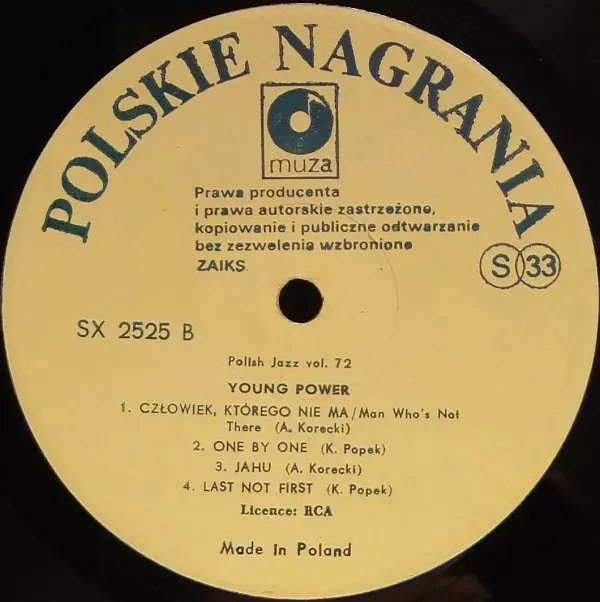 POLSKIE NAGRANIA
muza
Prawa producenta
i prawa autorskie zastrzeżone,
kopiowanie i publiczne odtwarzanie
bez zezwolenia wzbronione
ZAIKS
S 33
SX 2525 B
Polish Jazz vol. 72
YOUNG POWER
1. CZŁOWIEK, KTÓREGO NIE MA/Man Who's Not
There (A. Korecki)
2. ONE BY ONE (K. Popek)
3. JAHU (A. Korecki)
4. LAST NOT FIRST (K. Popek)
Licence: RCA
Made in Poland